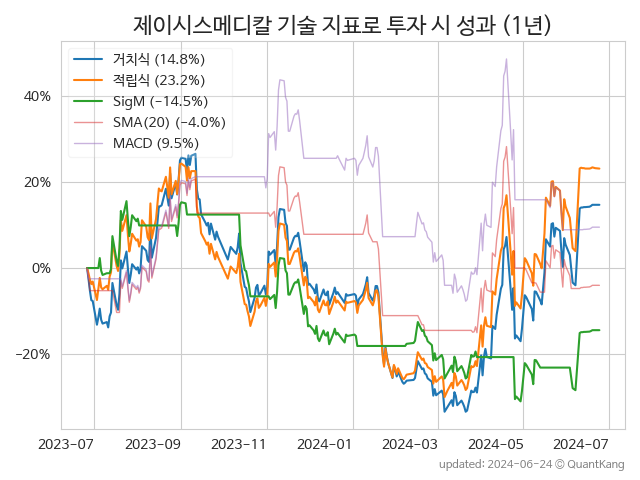 제이시스메디칼 기술 지표로 투자 시 성과 (1년)
거치식 (14.8%)
적립식 (23.2%)
SigM (−14.5%)
SMA(20) (−4.0%)
MACD (9.5%)
40%
20%
0%
−20%
2023-07 2023-09 2023-11 2024-01 2024-03 2024-05 2024-07
updated: 2024-06-24 ⓒ QuantKang